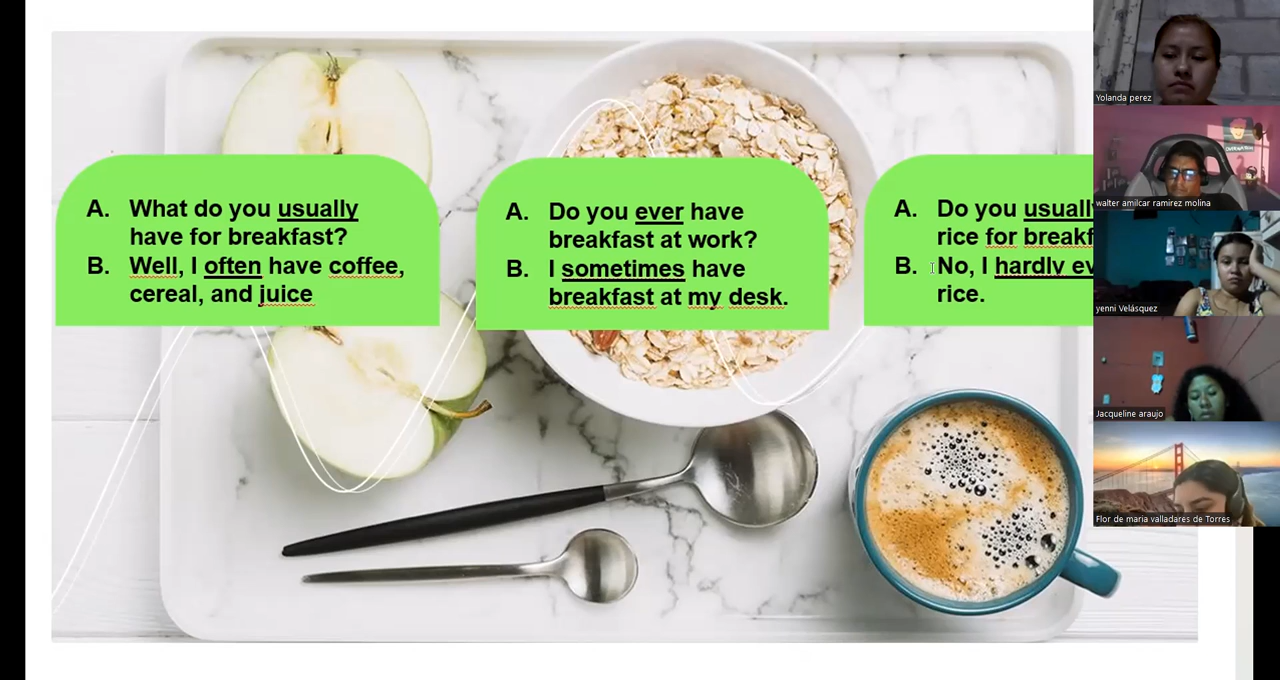 A. What do you usually
have for breakfast?
B. Well, I often have coffee,
cereal, and juice
A. Do you ever have
breakfast at work?
B. I sometimes have
breakfast at my desk.
A. Do you usually
rice for
B. No, I hardly
rice.
Yolanda perez
walter amilcar ramirez molina
yenni Velásquez
Jacqueline araujo
Flor de maria valladares de Torres